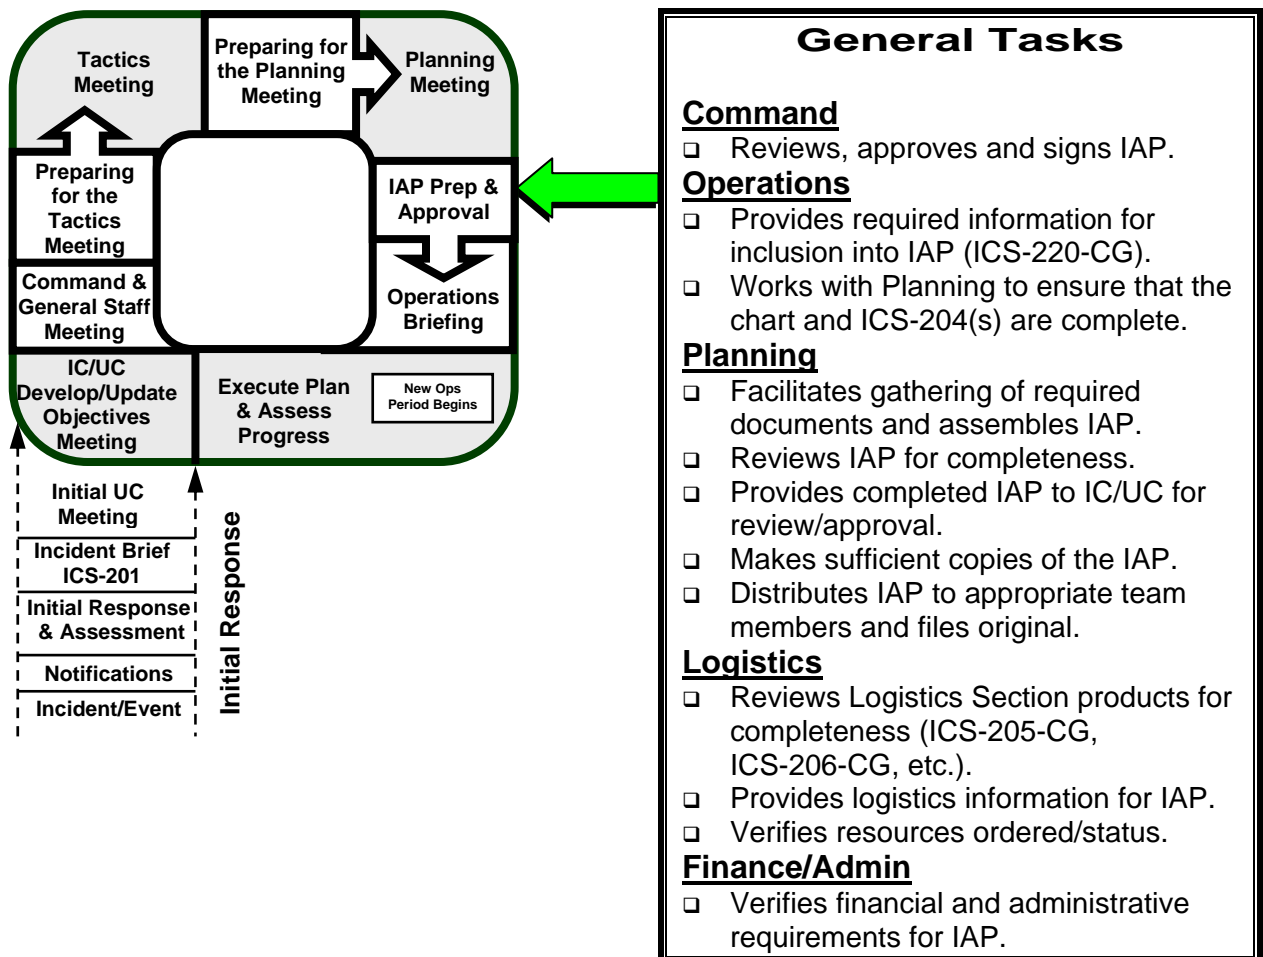 Tactics
Meeting
Preparing for
the Planning
Meeting
Planning
Meeting
Preparing
for the
Tactics
Meeting
IAP Prep &
Approval
Command &
General Staff
Meeting
Operations
Briefing
IC/UC
Develop/Update
Objectives
Meeting
Execute Plan
& Assess
Progress
New Ops
Period Begins
Initial UC
Meeting
Incident Brief
ICS-201
Initial Response
& Assessment
Notifications
Incident/Event
Initial Response
General Tasks
Command
❑ Reviews, approves and signs IAP.
Operations
❑ Provides required information for
inclusion into IAP (ICS-220-CG).
❑ Works with Planning to ensure that the
chart and ICS-204(s) are complete.
Planning
❑ Facilitates gathering of required
documents and assembles IAP.
❑ Reviews IAP for completeness.
❑ Provides completed IAP to IC/UC for
review/approval.
❑ Makes sufficient copies of the IAP.
❑ Distributes IAP to appropriate team
members and files original.
Logistics
❑ Reviews Logistics Section products for
completeness (ICS-205-CG,
ICS-206-CG, etc.).
❑ Provides logistics information for IAP.
❑ Verifies resources ordered/status.
Finance/Admin
❑ Verifies financial and administrative
requirements for IAP.